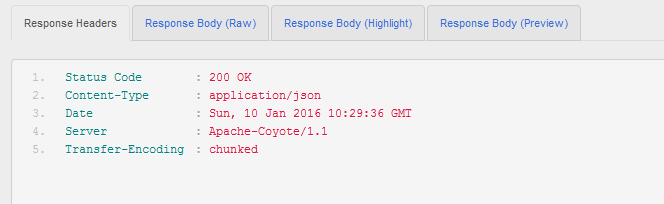 Response Headers Response Body (Raw) Response Body (Highlight) Response Body (Preview)
1. Status Code : 200 OK
2. Content-Type : application/json
3. Date : Sun, 10 Jan 2016 10:29:36 GMT
4. Server : Apache-Coyote/1.1
5. Transfer-Encoding : chunked